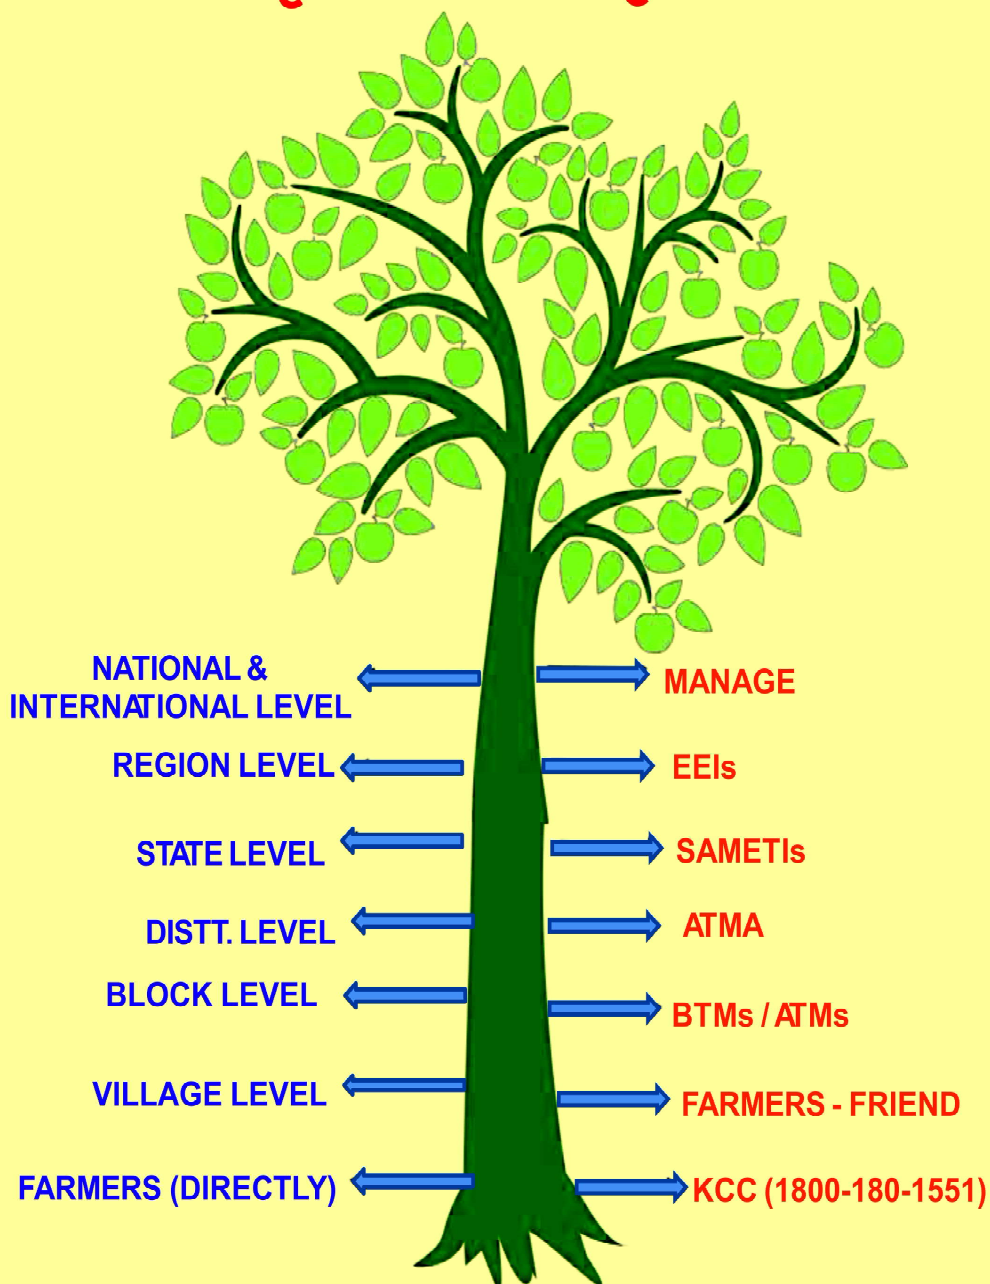 NATIONAL & 
INTERNATIONAL LEVEL
MANAGE
REGION LEVEL
EEIs
STATE LEVEL
SAMETIs
DISTT. LEVEL
ATMA
BLOCK LEVEL
BTMs / ATMs
VILLAGE LEVEL
FARMERS - FRIEND
FARMERS (DIRECTLY)
KCC (1800-180-1551)